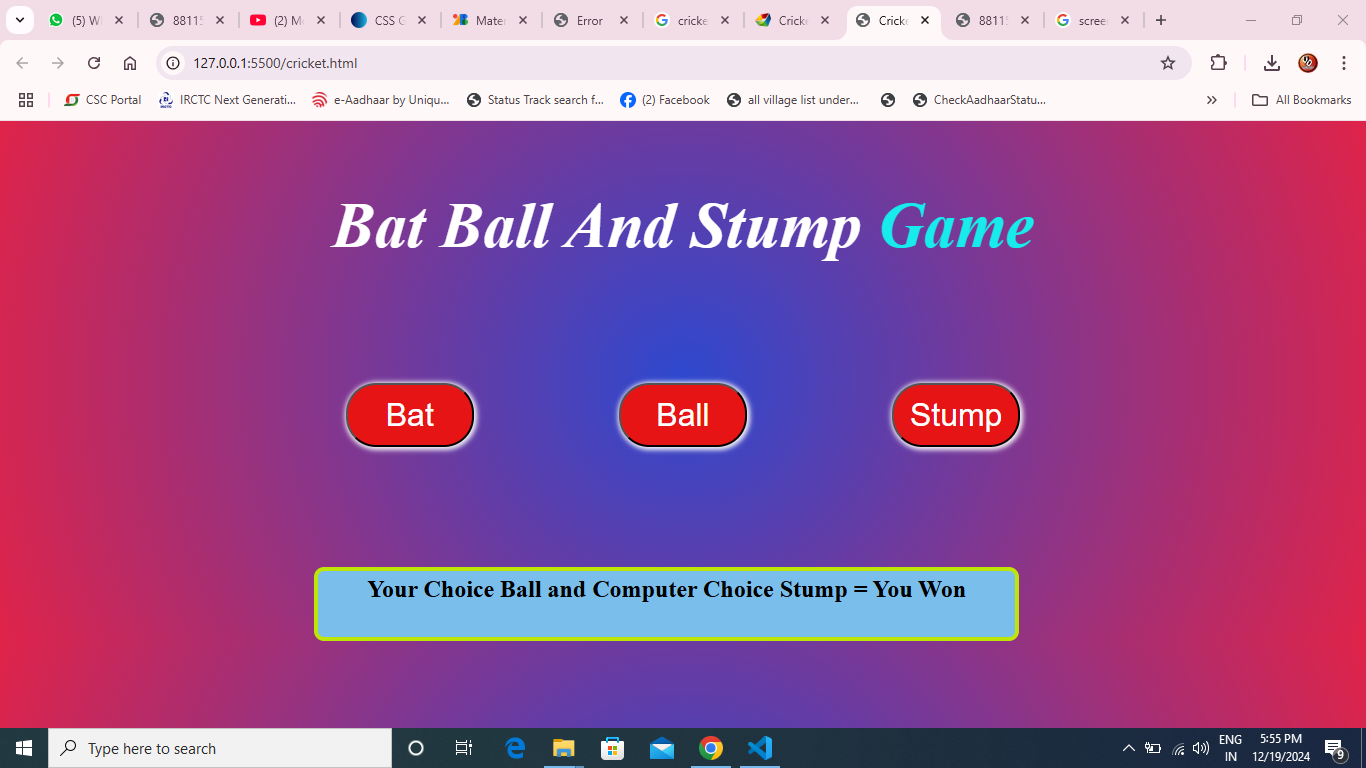 (5) W
8811
(2) M
CSS G
Mater
Error
cricke
Cricke
Cricke
8811
scree
127.0.0.1:5500/cricket.html
CSC Portal
IRCTC Next Generati...
e-Aadhaar by Uniqu...
Status Track search f...
(2) Facebook
all village list under...
CheckAadhaarStatu...
All Bookmarks
Bat Ball And Stump Game
Bat
Ball
Stump
Your Choice Ball and Computer Choice Stump = You Won
Type here to search
ENG
IN
5:55 PM
12/19/2024
9